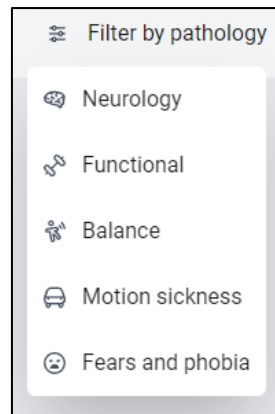 Filter by pathology
Neurology
Functional
Balance
Motion sickness
Fears and phobia